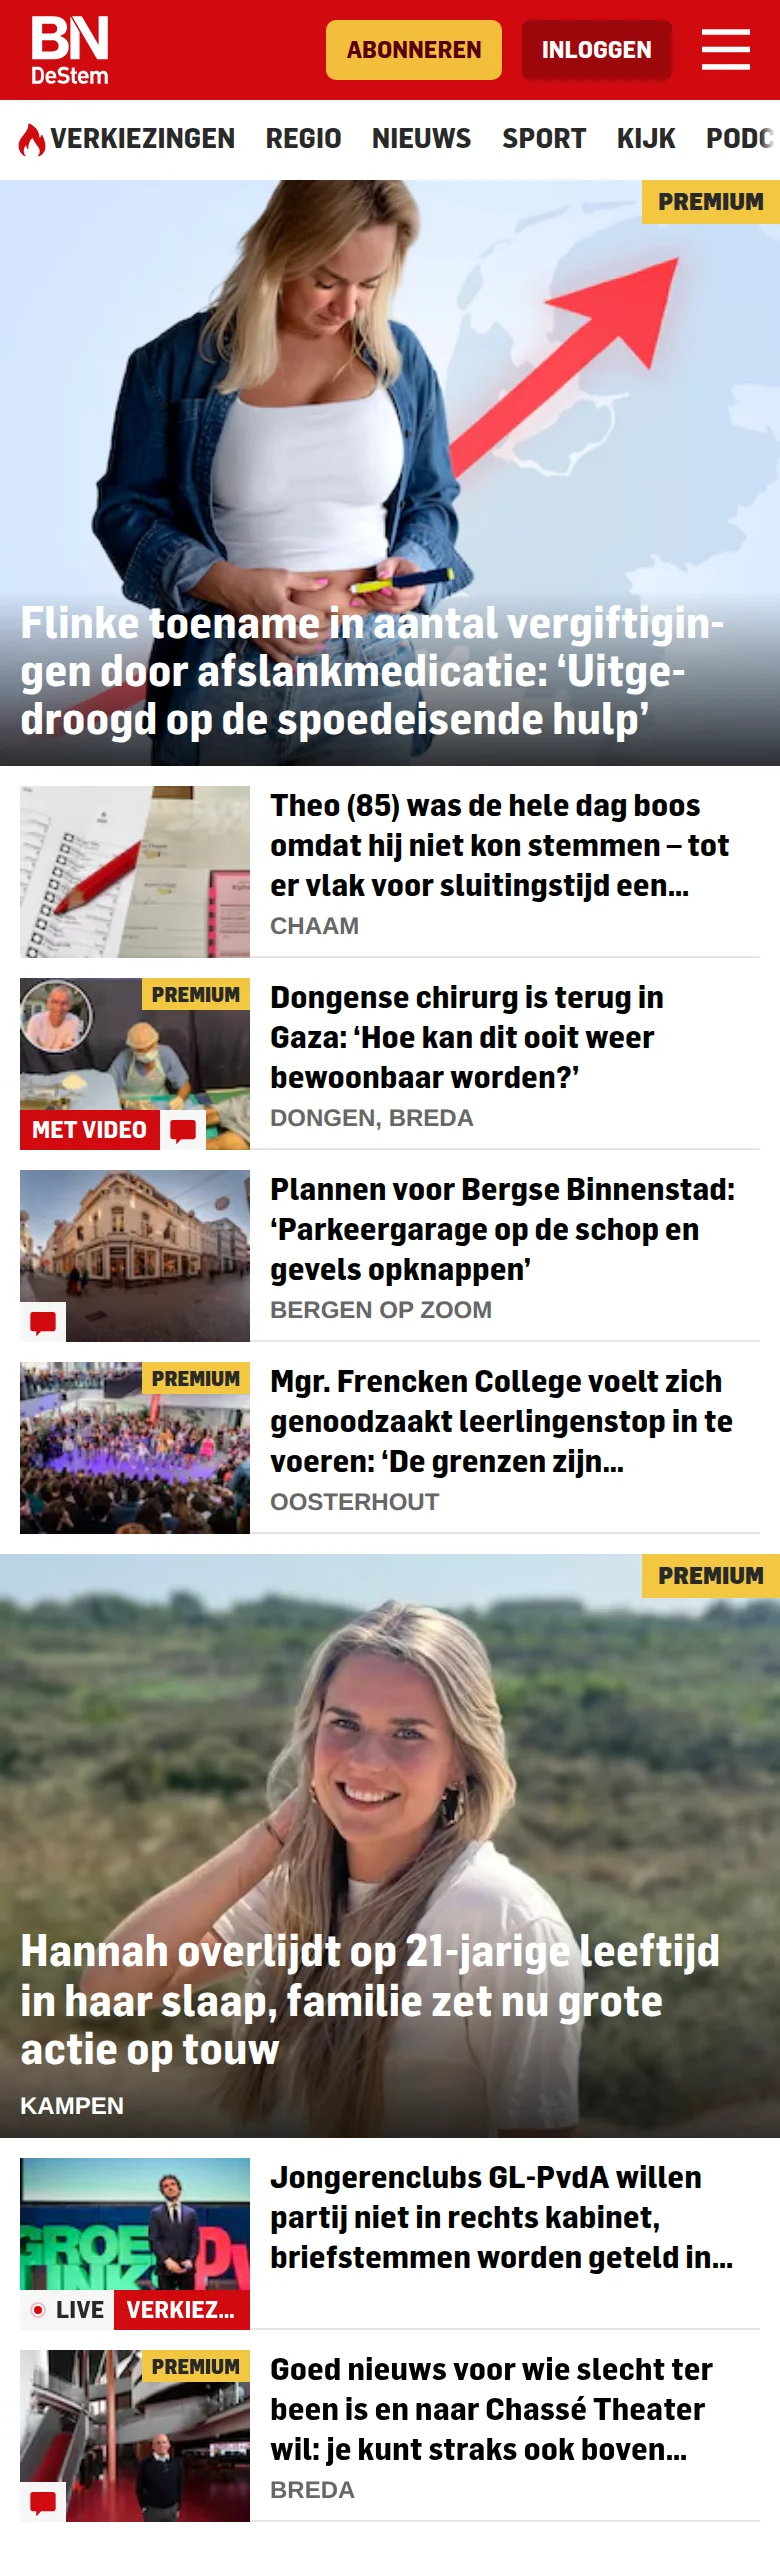 BN
DeStem
ABONNEREN
INLOGGEN
VERKIEZINGEN REGIO NIEUWS SPORT KIJK PODC
PREMIUM
Flinke toename in aantal vergiftigin-
gen door afslankmedicatie: ‘Uitge-
droogd op de spoedeisende hulp’
Theo (85) was de hele dag boos
omdat hij niet kon stemmen – tot
er vlak voor sluitingstijd een...
CHAAM
PREMIUM
MET VIDEO
Dongense chirurg is terug in
Gaza: ‘Hoe kan dit ooit weer
bewoonbaar worden?’
DONGEN, BREDA
Plannen voor Bergse Binnenstad:
‘Parkeergarage op de schop en
gevels opknappen’
BERGEN OP ZOOM
PREMIUM
Mgr. Frencken College voelt zich
genoodzaakt leerlingenstop in te
voeren: ‘De grenzen zijn...
OOSTERHOUT
PREMIUM
Hannah overlijdt op 21-jarige leeftijd
in haar slaap, familie zet nu grote
actie op touw
KAMPEN
GROE
LINK
Pv
LIVE
VERKIEZ...
Jongerenclubs GL-PvdA willen
partij niet in rechts kabinet,
briefstemmen worden geteld in...
PREMIUM
Goed nieuws voor wie slecht ter
been is en naar Chassé Theater
wil: je kunt straks ook boven...
BREDA